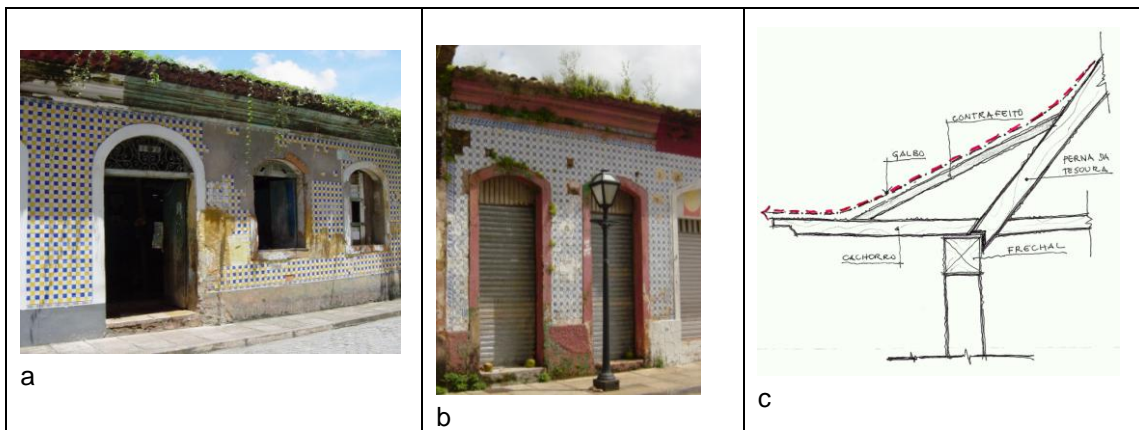 CONTRAFEITO
GALBO
PERNA DA
TESOURA
FRECHAL
CACHORRO
a
b
c